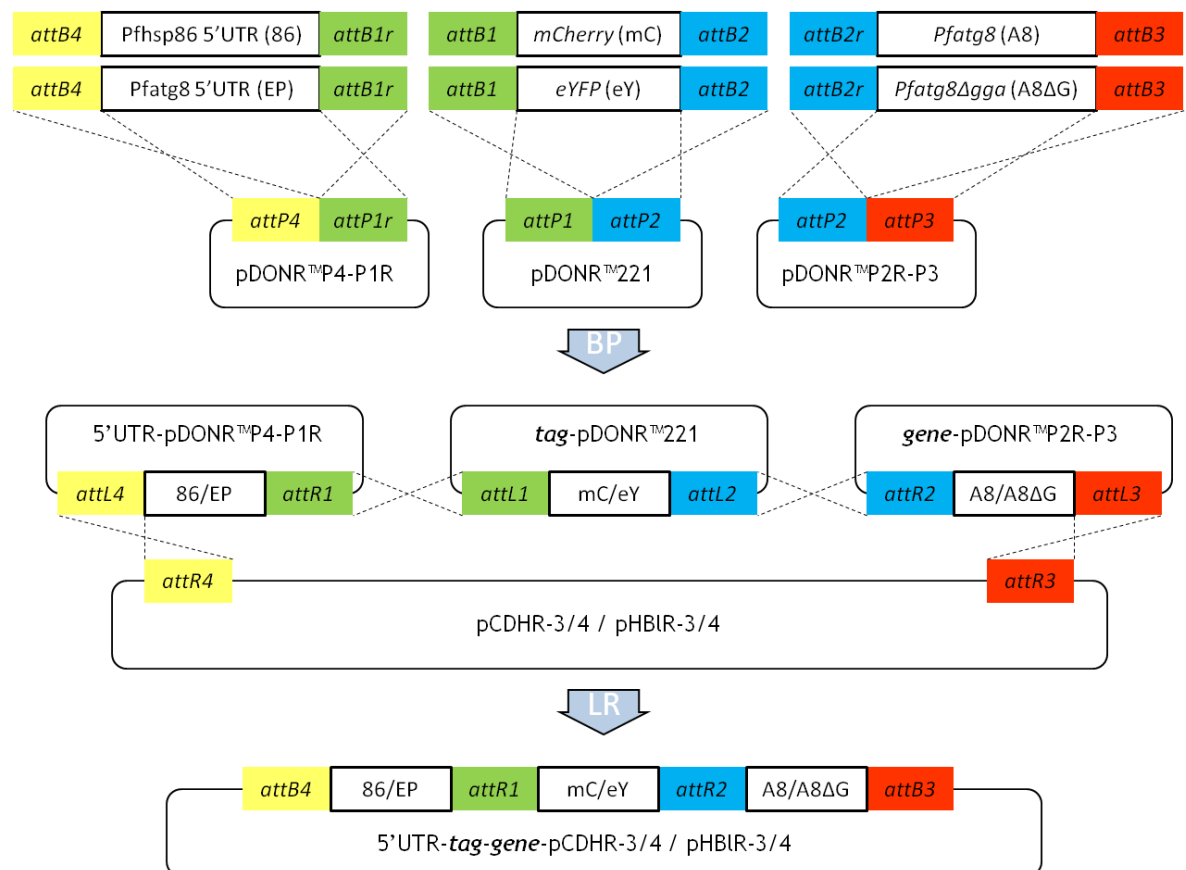 attB4 Pfhsp86 5’UTR (86) attB1r attB1 mCherry (mC) attB2 attB2r Pfatg8 (A8) attB3
attB4 Pfatg8 5’UTR (EP) attB1r attB1 eYFP (eY) attB2 attB2r Pfatg8Δgga (A8ΔG) attB3
attP4 attP1r attP1 attP2 attP2 attP3
pDONR™P4-P1R pDONR™221 pDONR™P2R-P3
BP
5’UTR-pDONR™P4-P1R tag-pDONR™221 gene-pDONR™P2R-P3
attL4 86/EP attR1 attL1 mC/eY attL2 attR2 A8/A8ΔG attL3
attR4 attR3
pCDHR-3/4 / pHBlR-3/4
LR
attB4 86/EP attR1 mC/eY attR2 A8/A8ΔG attB3
5’UTR-tag-gene-pCDHR-3/4 / pHBlR-3/4